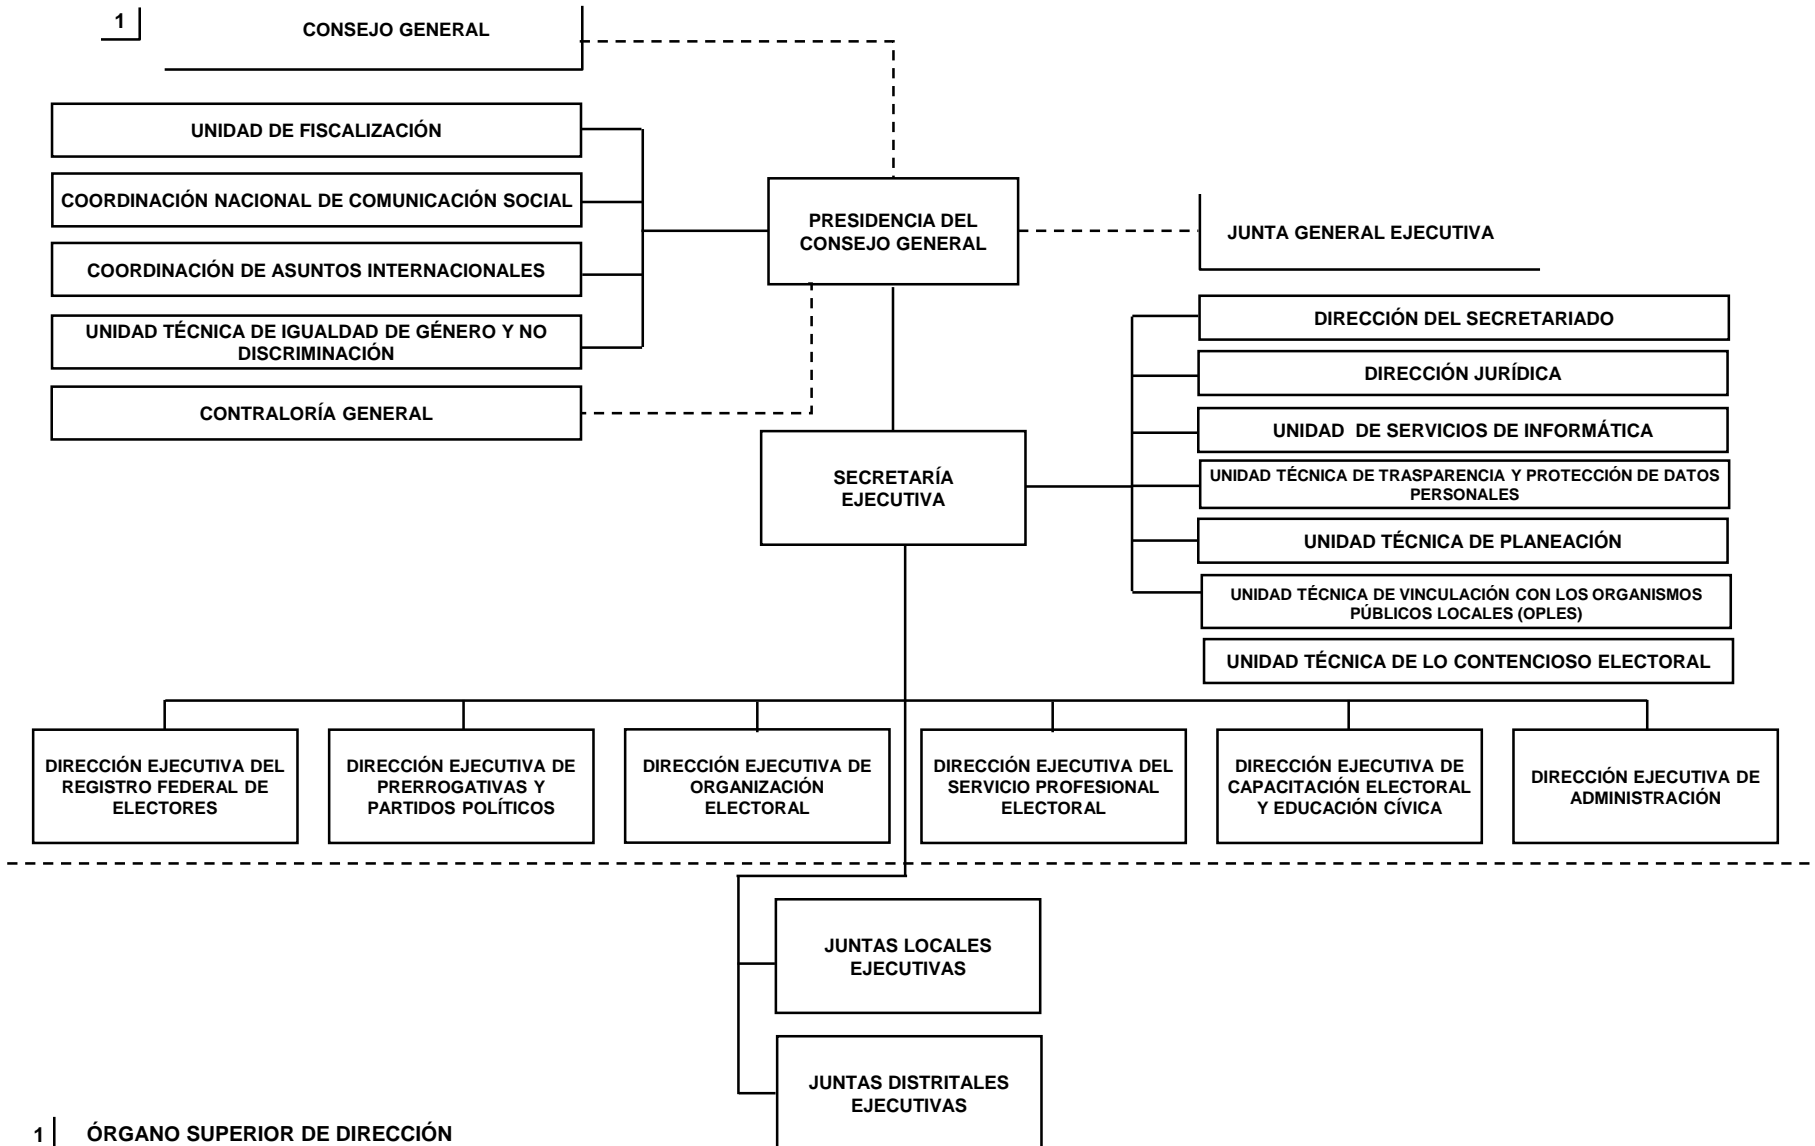 1
CONSEJO GENERAL
UNIDAD DE FISCALIZACIÓN
COORDINACIÓN NACIONAL DE COMUNICACIÓN SOCIAL
COORDINACIÓN DE ASUNTOS INTERNACIONALES
UNIDAD TÉCNICA DE IGUALDAD DE GÉNERO Y NO
DISCRIMINACIÓN
CONTRALORÍA GENERAL
PRESIDENCIA DEL
CONSEJO GENERAL
JUNTA GENERAL EJECUTIVA
SECRETARÍA
EJECUTIVA
DIRECCIÓN DEL SECRETARIADO
DIRECCIÓN JURÍDICA
UNIDAD DE SERVICIOS DE INFORMÁTICA
UNIDAD TÉCNICA DE TRASPARENCIA Y PROTECCIÓN DE DATOS
PERSONALES
UNIDAD TÉCNICA DE PLANEACIÓN
UNIDAD TÉCNICA DE VINCULACIÓN CON LOS ORGANISMOS
PÚBLICOS LOCALES (OPLES)
UNIDAD TÉCNICA DE LO CONTENCIOSO ELECTORAL
DIRECCIÓN EJECUTIVA DEL
REGISTRO FEDERAL DE
ELECTORES
DIRECCIÓN EJECUTIVA DE
PRERROGATIVAS Y
PARTIDOS POLÍTICOS
DIRECCIÓN EJECUTIVA DE
ORGANIZACIÓN
ELECTORAL
DIRECCIÓN EJECUTIVA DEL
SERVICIO PROFESIONAL
ELECTORAL
DIRECCIÓN EJECUTIVA DE
CAPACITACIÓN ELECTORAL
Y EDUCACIÓN CÍVICA
DIRECCIÓN EJECUTIVA DE
ADMINISTRACIÓN
JUNTAS LOCALES
EJECUTIVAS
JUNTAS DISTRITALES
EJECUTIVAS
1 ÓRGANO SUPERIOR DE DIRECCIÓN